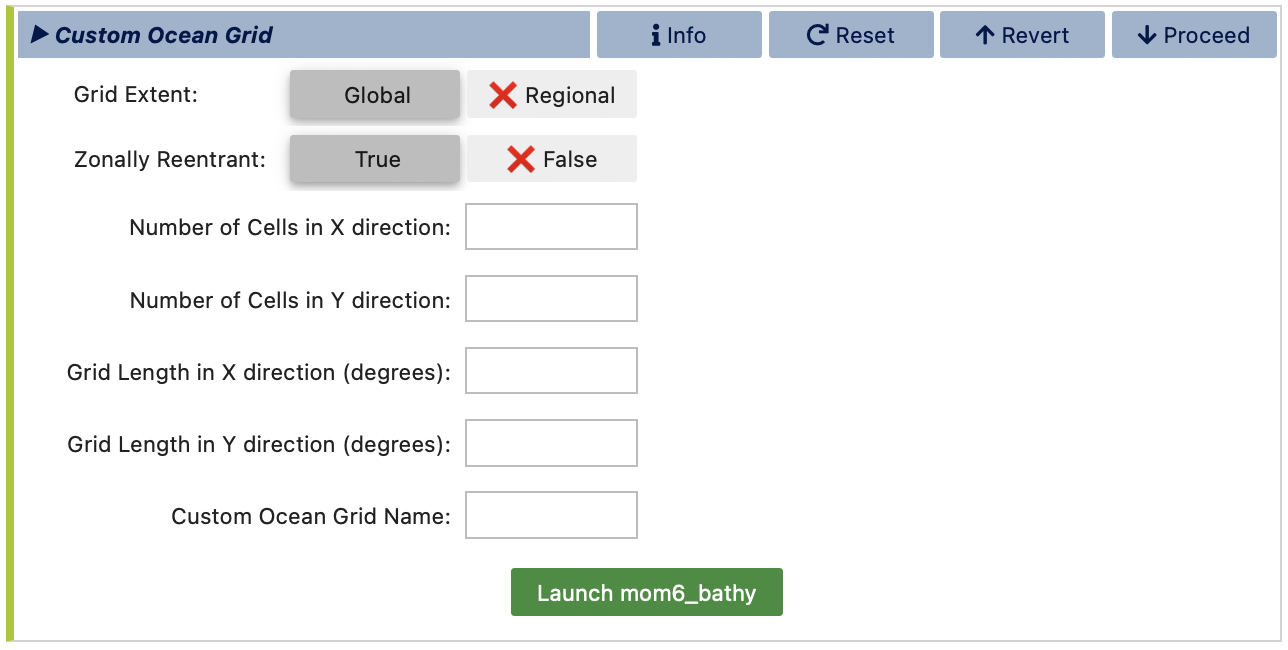 Custom Ocean Grid Info Reset Revert Proceed
Grid Extent: Global Regional
Zonally Reentrant: True False
Number of Cells in X direction:
Number of Cells in Y direction:
Grid Length in X direction (degrees):
Grid Length in Y direction (degrees):
Custom Ocean Grid Name:
Launch mom6_bathy